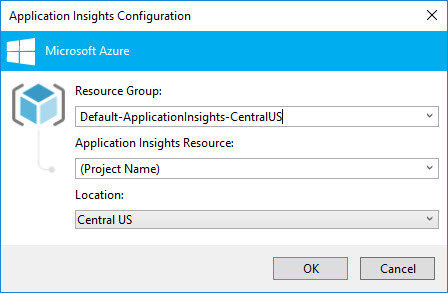 Application Insights Configuration
Microsoft Azure
Resource Group:
Default-ApplicationInsights-CentralUS
Application Insights Resource:
(Project Name)
Location:
Central US
OK
Cancel